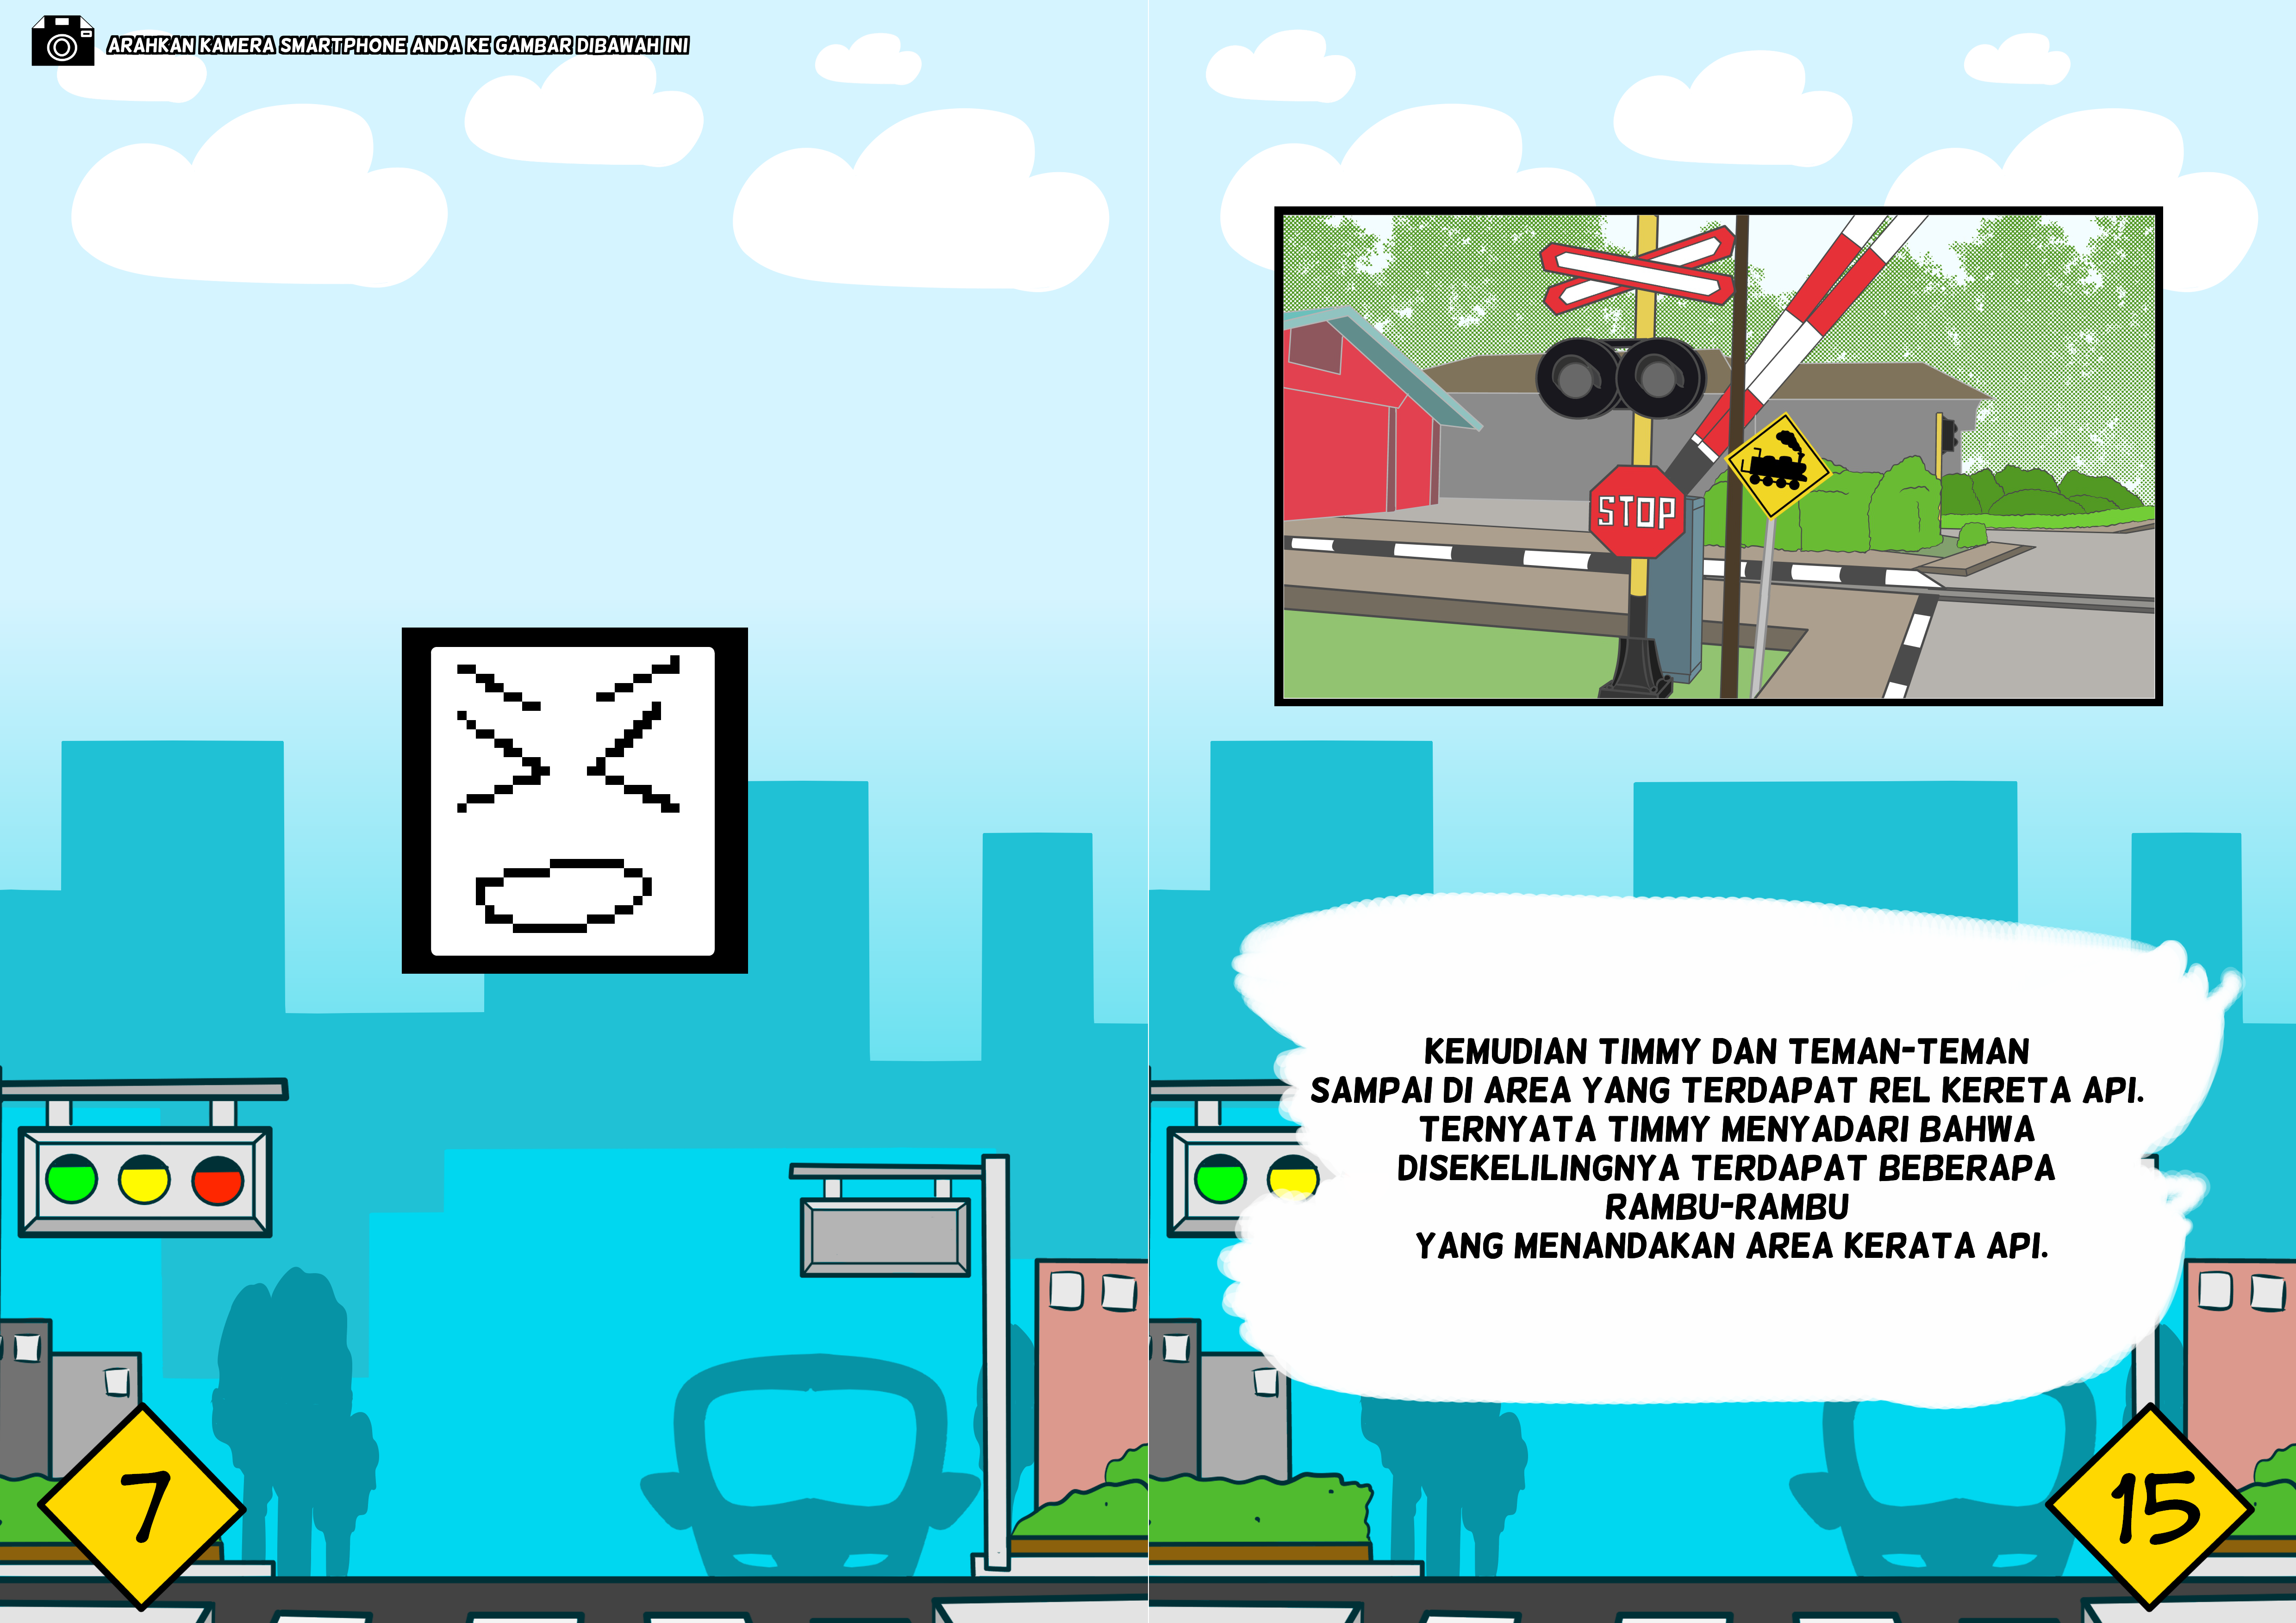 ARAHKAN KAMERA SMARTPHONE ANDA KE GAMBAR DIBAWAH INI
7
STOP
KEMUDIAN TIMMY DAN TEMAN-TEMAN
SAMPAI DI AREA YANG TERDAPAT REL KERETA API.
TERNYATA TIMMY MENYADARI BAHWA
DISEKELILINGNYA TERDAPAT BEBERAPA
RAMBU-RAMBU
YANG MENANDAKAN AREA KERATA API.
15